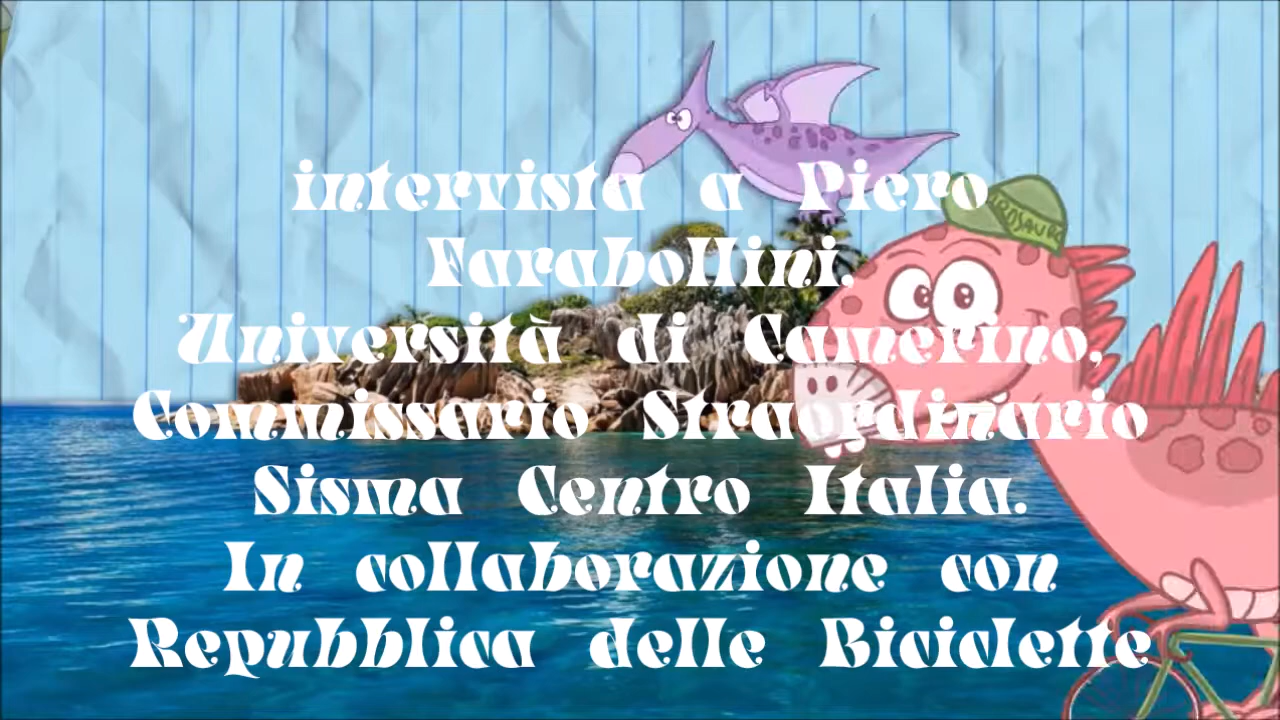 intervista a Piero
Farabollini.
Università di Camerino,
Commissario Straordinario
Sisma Centro Italia.
In collaborazione con
Repubblica delle Biciclette